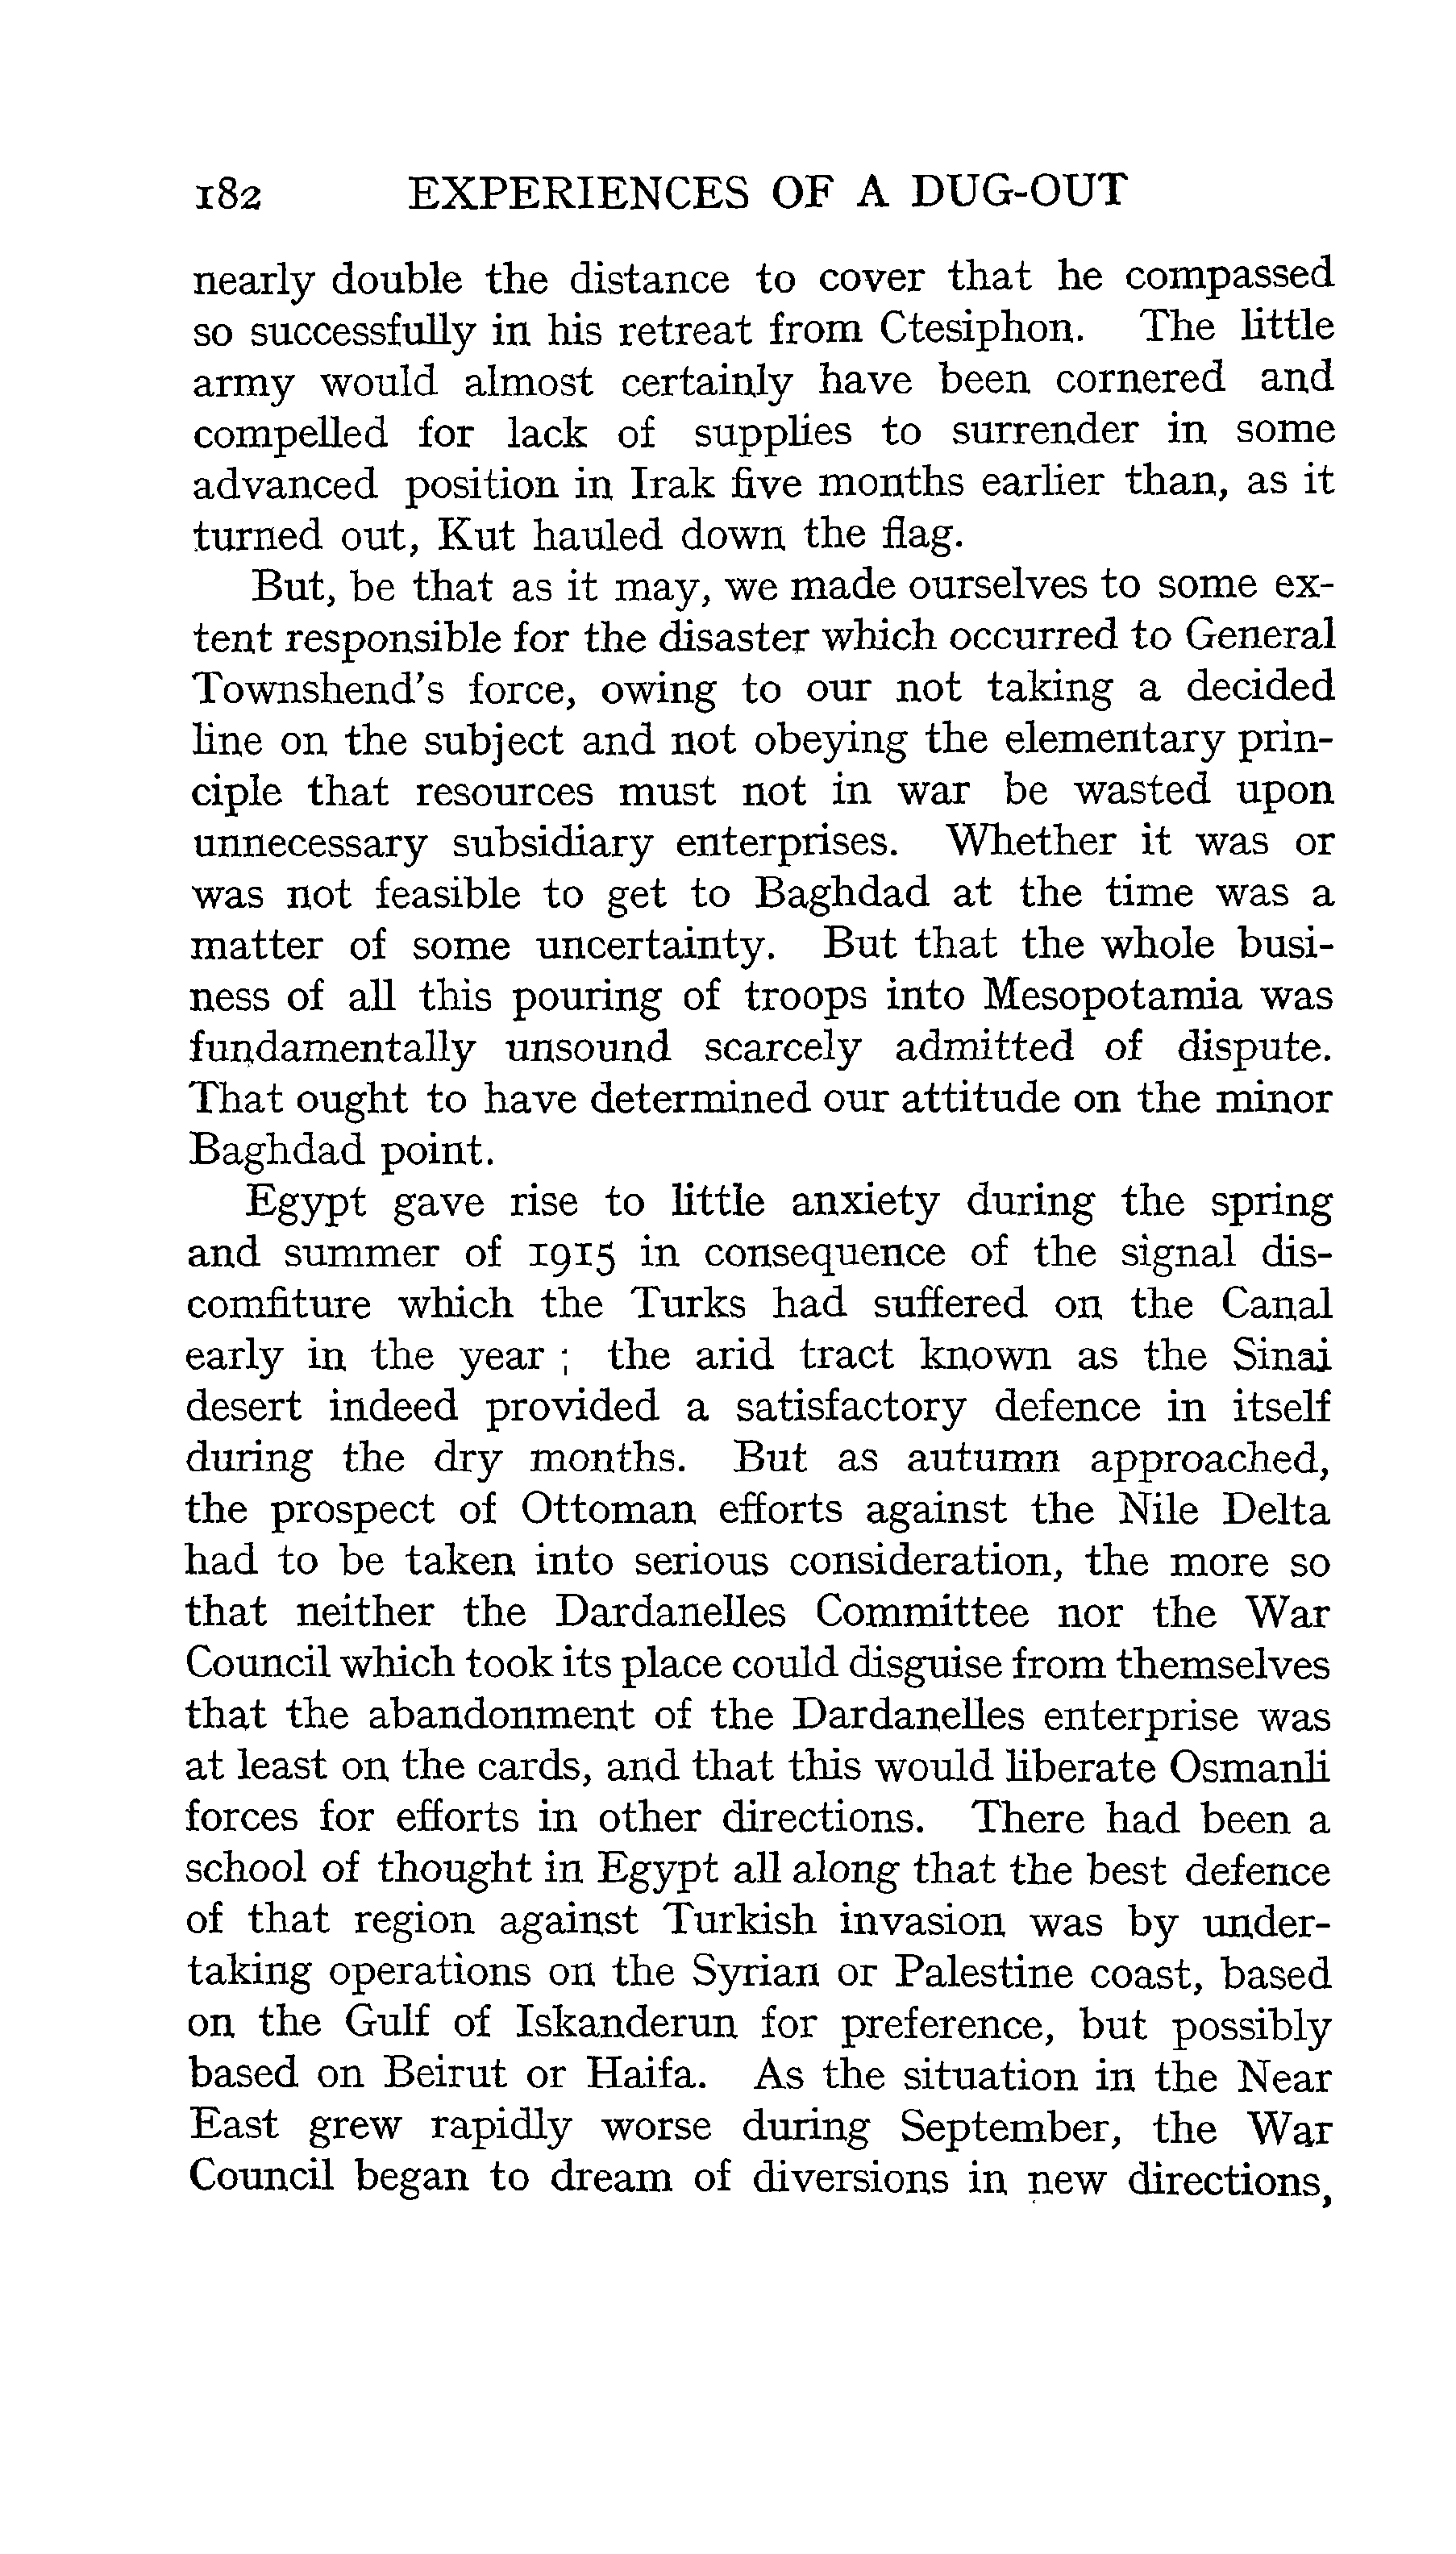 182 EXPERIENCES OF A DUG-OUT
nearly double the distance to cover that he compassed
so successfully in his retreat from Ctesiphon. The little
army would almost certainly have been cornered and
compelled for lack of supplies to surrender in some
advanced position in Irak five months earlier than, as it
turned out, Kut hauled down the flag.
But, be that as it may, we made ourselves to some ex-
tent responsible for the disaster which occurred to General
Townshend's force, owing to our not taking a decided
line on the subject and not obeying the elementary prin-
ciple that resources must not in war be wasted upon
unnecessary subsidiary enterprises. Whether it was or
was not feasible to get to Baghdad at the time was a
matter of some uncertainty. But that the whole busi-
ness of all this pouring of troops into Mesopotamia was
fundamentally unsound scarcely admitted of dispute.
That ought to have determined our attitude on the minor
Baghdad point.
Egypt gave rise to little anxiety during the spring
and summer of 1915 in consequence of the signal dis-
comfiture which the Turks had suffered on the Canal
early in the year ; the arid tract known as the Sinai
desert indeed provided a satisfactory defence in itself
during the dry months. But as autumn approached,
the prospect of Ottoman efforts against the Nile Delta
had to be taken into serious consideration, the more so
that neither the Dardanelles Committee nor the War
Council which took its place could disguise from themselves
that the abandonment of the Dardanelles enterprise was
at least on the cards, and that this would liberate Osmanli
forces for efforts in other directions. There had been a
school of thought in Egypt all along that the best defence
of that region against Turkish invasion was by under-
taking operations on the Syrian or Palestine coast, based
on the Gulf of Iskanderun for preference, but possibly
based on Beirut or Haifa. As the situation in the Near
East grew rapidly worse during September, the War
Council began to dream of diversions in new directions,